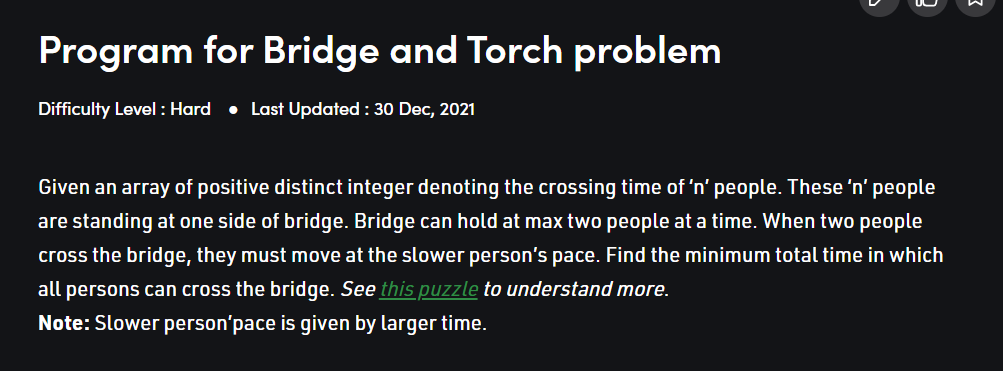 Program for Bridge and Torch problem
Difficulty Level : Hard ● Last Updated : 30 Dec, 2021
Given an array of positive distinct integer denoting the crossing time of ‘n’ people. These ‘n’ people
are standing at one side of bridge. Bridge can hold at max two people at a time. When two people
cross the bridge, they must move at the slower person’s pace. Find the minimum total time in which
all persons can cross the bridge. See this puzzle to understand more.
Note: Slower person’pace is given by larger time.